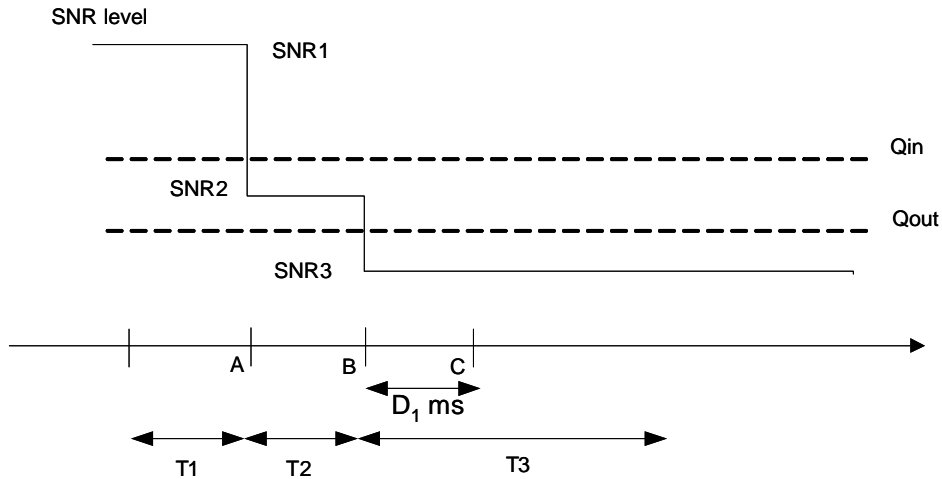 SNR level
SNR1
Qin
SNR2
Qout
SNR3
A
B
C
D₁ ms
T1
T2
T3